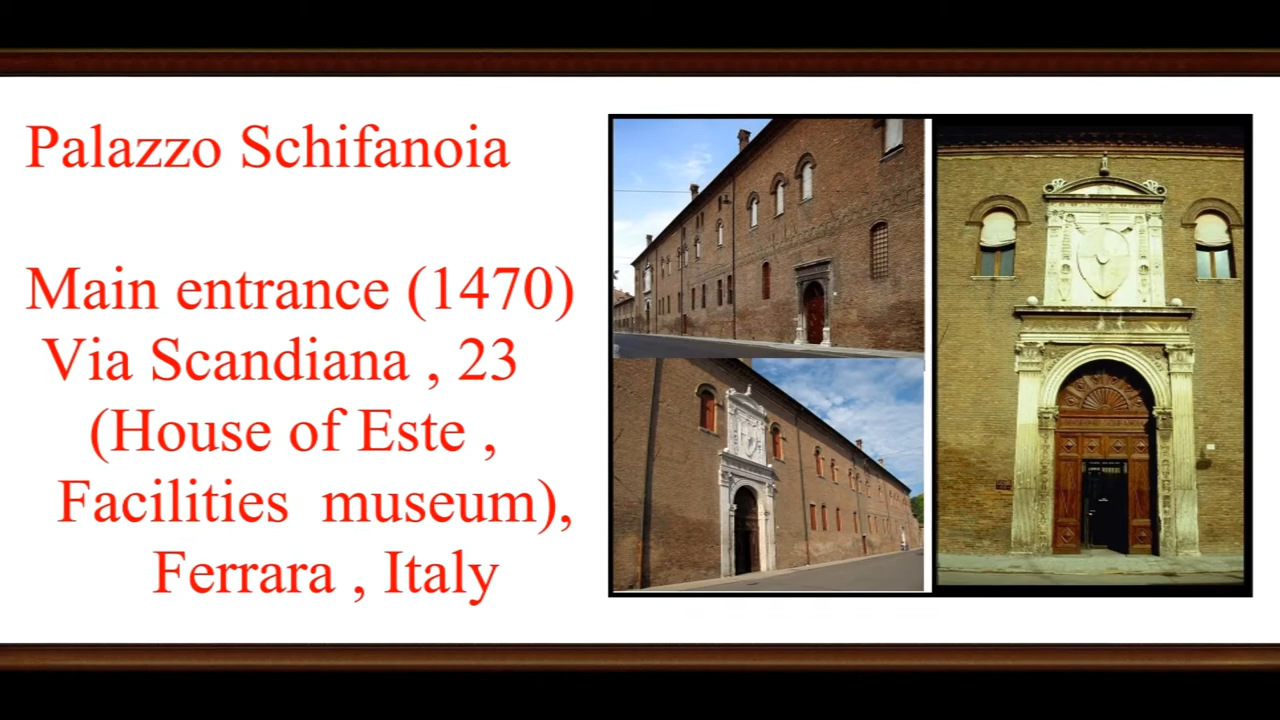 Palazzo Schifanoia
Main entrance (1470)
Via Scandiana , 23
(House of Este ,
Facilities museum),
Ferrara , Italy